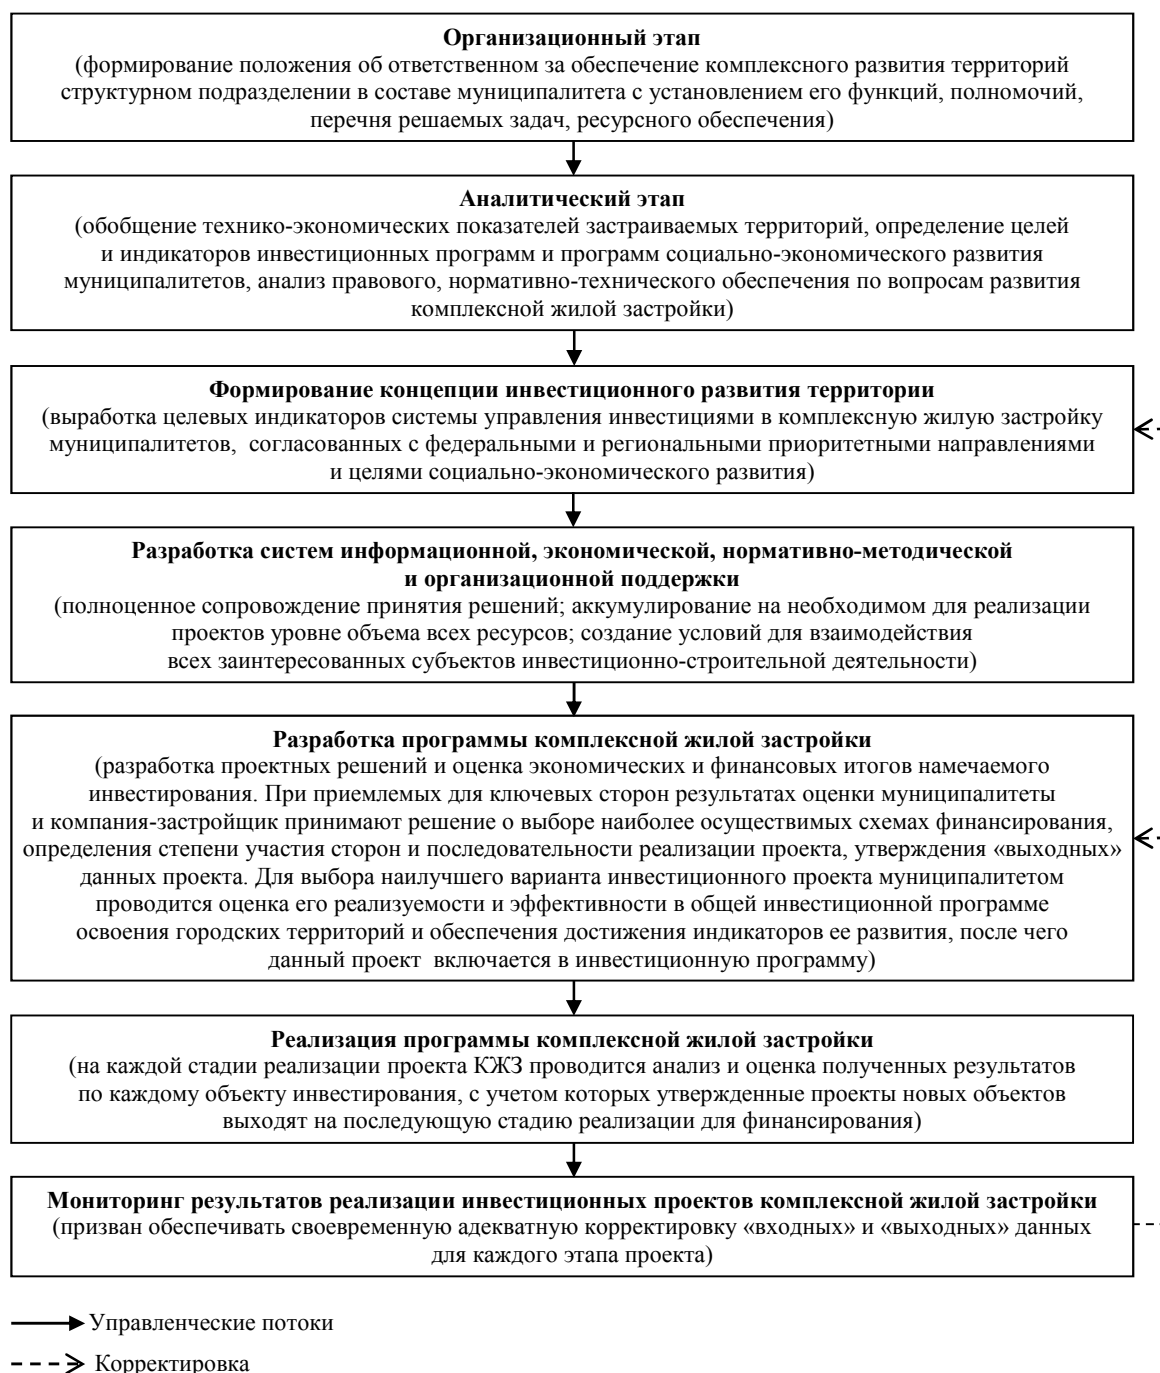 Организационный этап
(формирование положения об ответственном за обеспечение комплексного развития территорий
структурном подразделении в составе муниципалитета с установлением его функций, полномочий,
перечня решаемых задач, ресурсного обеспечения)
Аналитический этап
(обобщение технико-экономических показателей застраиваемых территорий, определение целей
и индикаторов инвестиционных программ и программ социально-экономического развития
муниципалитетов, анализ правового, нормативно-технического обеспечения по вопросам развития
комплексной жилой застройки)
Формирование концепции инвестиционного развития территории
(выработка целевых индикаторов системы управления инвестициями в комплексную жилую застройку
муниципалитетов, согласованных с федеральными и региональными приоритетными направлениями
и целями социально-экономического развития)
Разработка систем информационной, экономической, нормативно-методической
и организационной поддержки
(полноценное сопровождение принятия решений; аккумулирование на необходимом для реализации
проектов уровне объема всех ресурсов; создание условий для взаимодействия
всех заинтересованных субъектов инвестиционно-строительной деятельности)
Разработка программы комплексной жилой застройки
(разработка проектных решений и оценка экономических и финансовых итогов намечаемого
инвестирования. При приемлемых для ключевых сторон результатах оценки муниципалитеты
и компания-застройщик принимают решение о выборе наиболее осуществимых схемах финансирования,
определения степени участия сторон и последовательности реализации проекта, утверждения «выходных»
данных проекта. Для выбора наилучшего варианта инвестиционного проекта муниципалитетом
проводится оценка его реализуемости и эффективности в общей инвестиционной программе
освоения городских территорий и обеспечения достижения индикаторов ее развития, после чего
данный проект включается в инвестиционную программу)
Реализация программы комплексной жилой застройки
(на каждой стадии реализации проекта КЖЗ проводится анализ и оценка полученных результатов
по каждому объекту инвестирования, с учетом которых утвержденные проекты новых объектов
выходят на последующую стадию реализации для финансирования)
Мониторинг результатов реализации инвестиционных проектов комплексной жилой застройки
(призван обеспечивать своевременную адекватную корректировку «входных» и «выходных» данных
для каждого этапа проекта)
Управленческие потоки
Корректировка